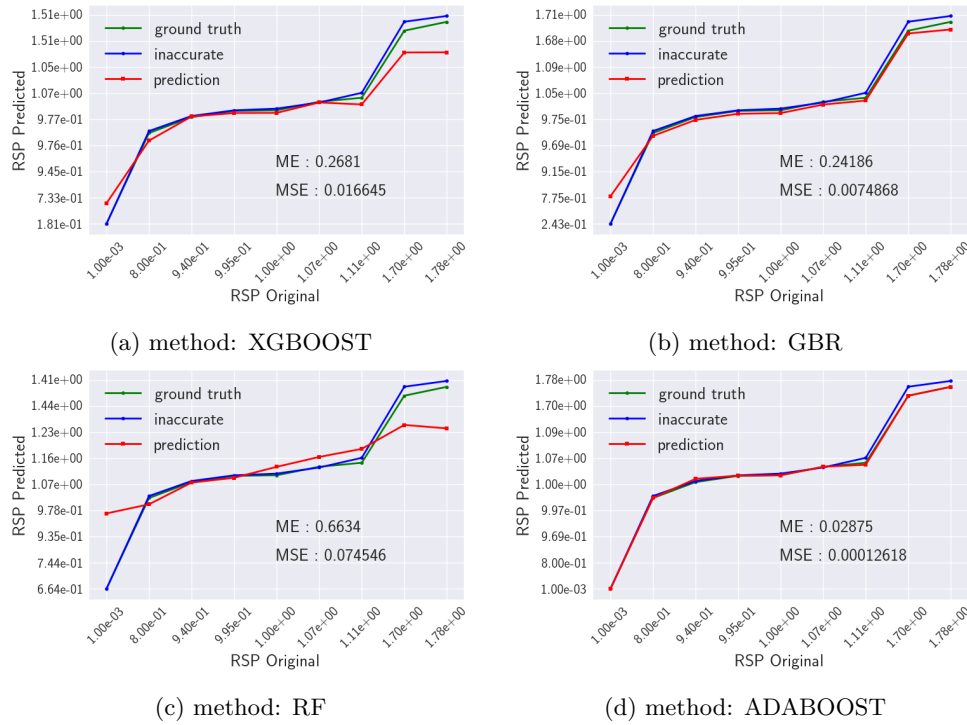 1.51e+00
1.51e+00
1.05e+00
1.07e+00
9.77e-01
9.76e-01
9.45e-01
7.33e-01
1.81e-01
RSP Predicted
ground truth
inaccurate
prediction
ME : 0.2681
MSE : 0.016645
1.00e-03 8.00e-01 9.40e-01 9.95e-01 1.00e+00 1.07e+00 1.11e+00 1.70e+00 1.78e+00
RSP Original
(a) method: XGBOOST
1.71e+00
1.68e+00
1.09e+00
1.05e+00
9.75e-01
9.69e-01
9.15e-01
7.75e-01
2.43e-01
RSP Predicted
ground truth
inaccurate
prediction
ME : 0.24186
MSE : 0.0074868
1.00e-03 8.00e-01 9.40e-01 9.95e-01 1.00e+00 1.07e+00 1.11e+00 1.70e+00 1.78e+00
RSP Original
(b) method: GBR
1.41e+00
1.44e+00
1.23e+00
1.16e+00
1.07e+00
9.78e-01
9.35e-01
7.44e-01
6.64e-01
RSP Predicted
ground truth
inaccurate
prediction
ME : 0.6634
MSE : 0.074546
1.00e-03 8.00e-01 9.40e-01 9.95e-01 1.00e+00 1.07e+00 1.11e+00 1.70e+00 1.78e+00
RSP Original
(c) method: RF
1.78e+00
1.70e+00
1.09e+00
1.07e+00
1.00e+00
9.97e-01
9.69e-01
8.00e-01
1.00e-03
RSP Predicted
ground truth
inaccurate
prediction
ME : 0.02875
MSE : 0.00012618
1.00e-03 8.00e-01 9.40e-01 9.95e-01 1.00e+00 1.07e+00 1.11e+00 1.70e+00 1.78e+00
RSP Original
(d) method: ADABOOST